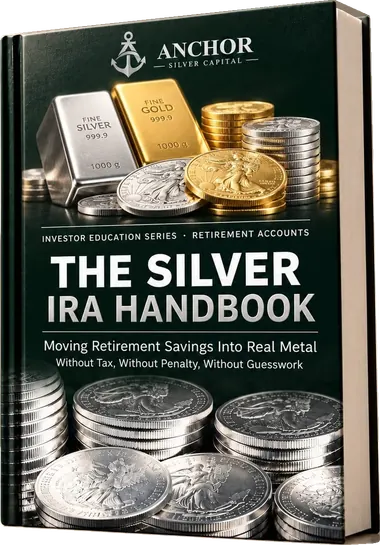 ANCHOR
SILVER CAPITAL
FINE
SILVER
999.9
1000 g
FINE
GOLD
999.9
1000 g
INVESTOR EDUCATION SERIES • RETIREMENT ACCOUNTS
THE SILVER
IRA HANDBOOK
Moving Retirement Savings Into Real Metal
Without Tax, Without Penalty, Without Guesswork